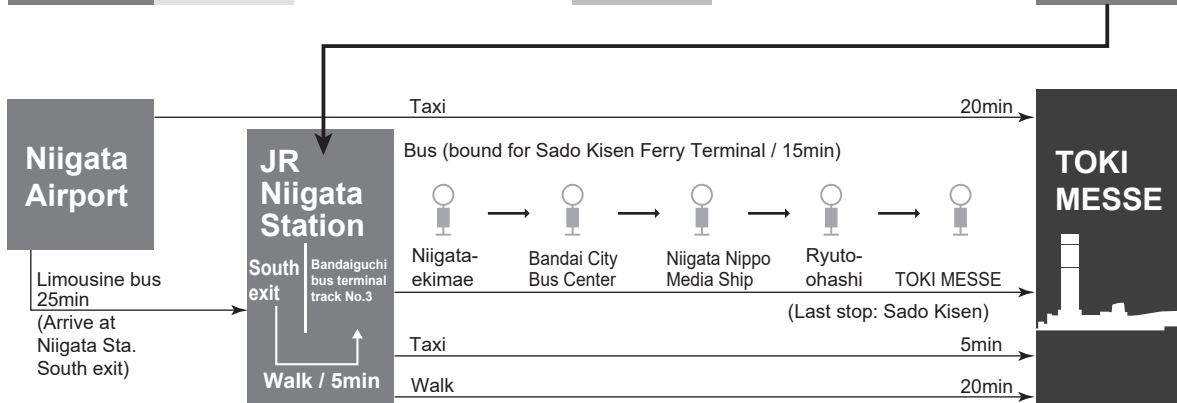 Niigata
Airport
Limousine bus
25min
(Arrive at
Niigata Sta.
South exit)
JR
Niigata
Station
South
exit
Bandaiguchi
bus terminal
track No.3
Walk / 5min
Taxi
20min
Bus (bound for Sado Kisen Ferry Terminal / 15min)
Niigata-
ekimae
Bandai City
Bus Center
Niigata Nippo
Media Ship
Ryuto-
ohashi
TOKI MESSE
(Last stop: Sado Kisen)
Taxi
5min
Walk
20min
TOKI
MESSE